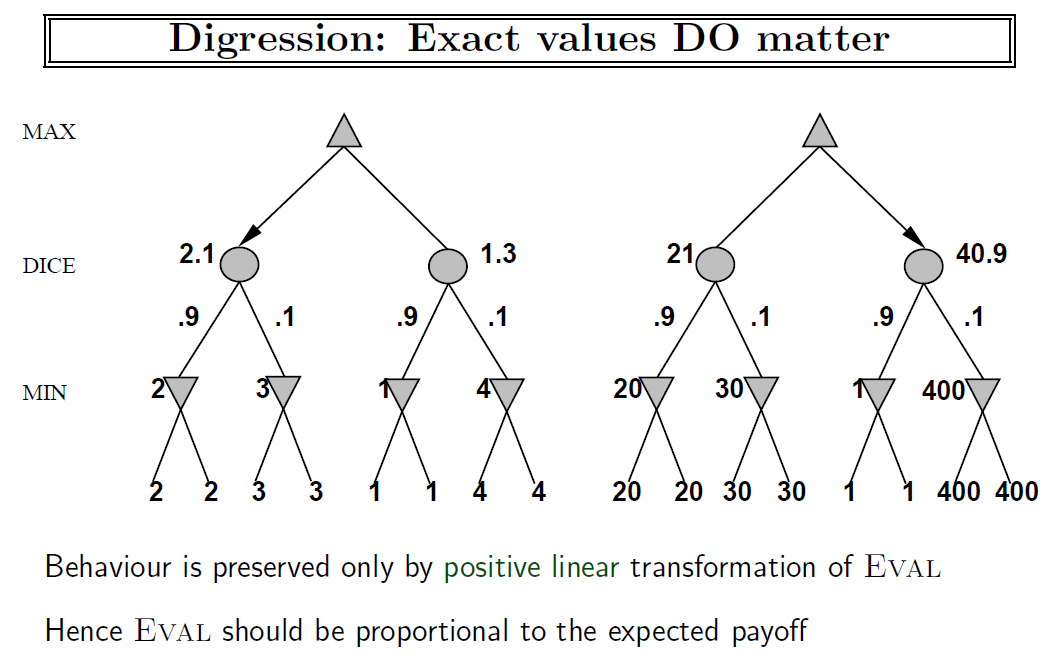 Digression: Exact values DO matter
MAX
DICE 2.1 1.3 21 40.9
.9 .1 .9 .1 .9 .1 .9 .1
MIN 2 3 1 4 20 30 1 400
2 2 3 3 1 1 4 4 20 20 30 30 1 1 400 400
Behaviour is preserved only by positive linear transformation of EVAL
Hence EVAL should be proportional to the expected payoff